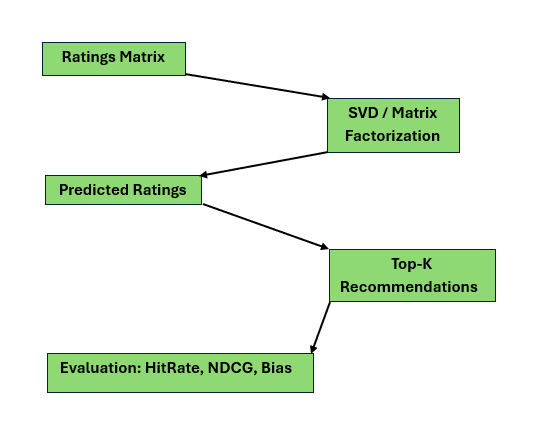 Ratings Matrix
SVD / Matrix
Factorization
Predicted Ratings
Top-K
Recommendations
Evaluation: HitRate, NDCG, Bias